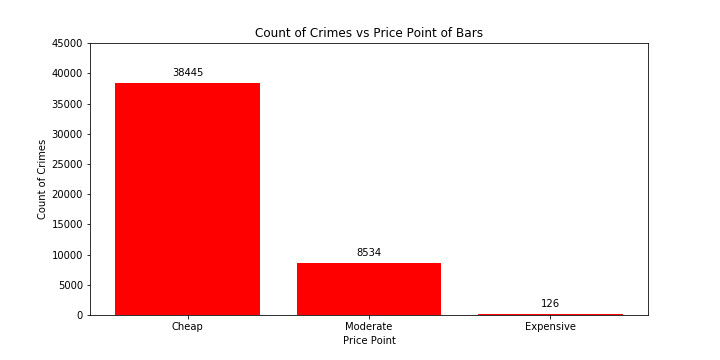 Count of Crimes vs Price Point of Bars
45000
40000
35000
30000
25000
20000
15000
10000
5000
0
Count of Crimes
38445
8534
126
Cheap
Moderate
Expensive
Price Point